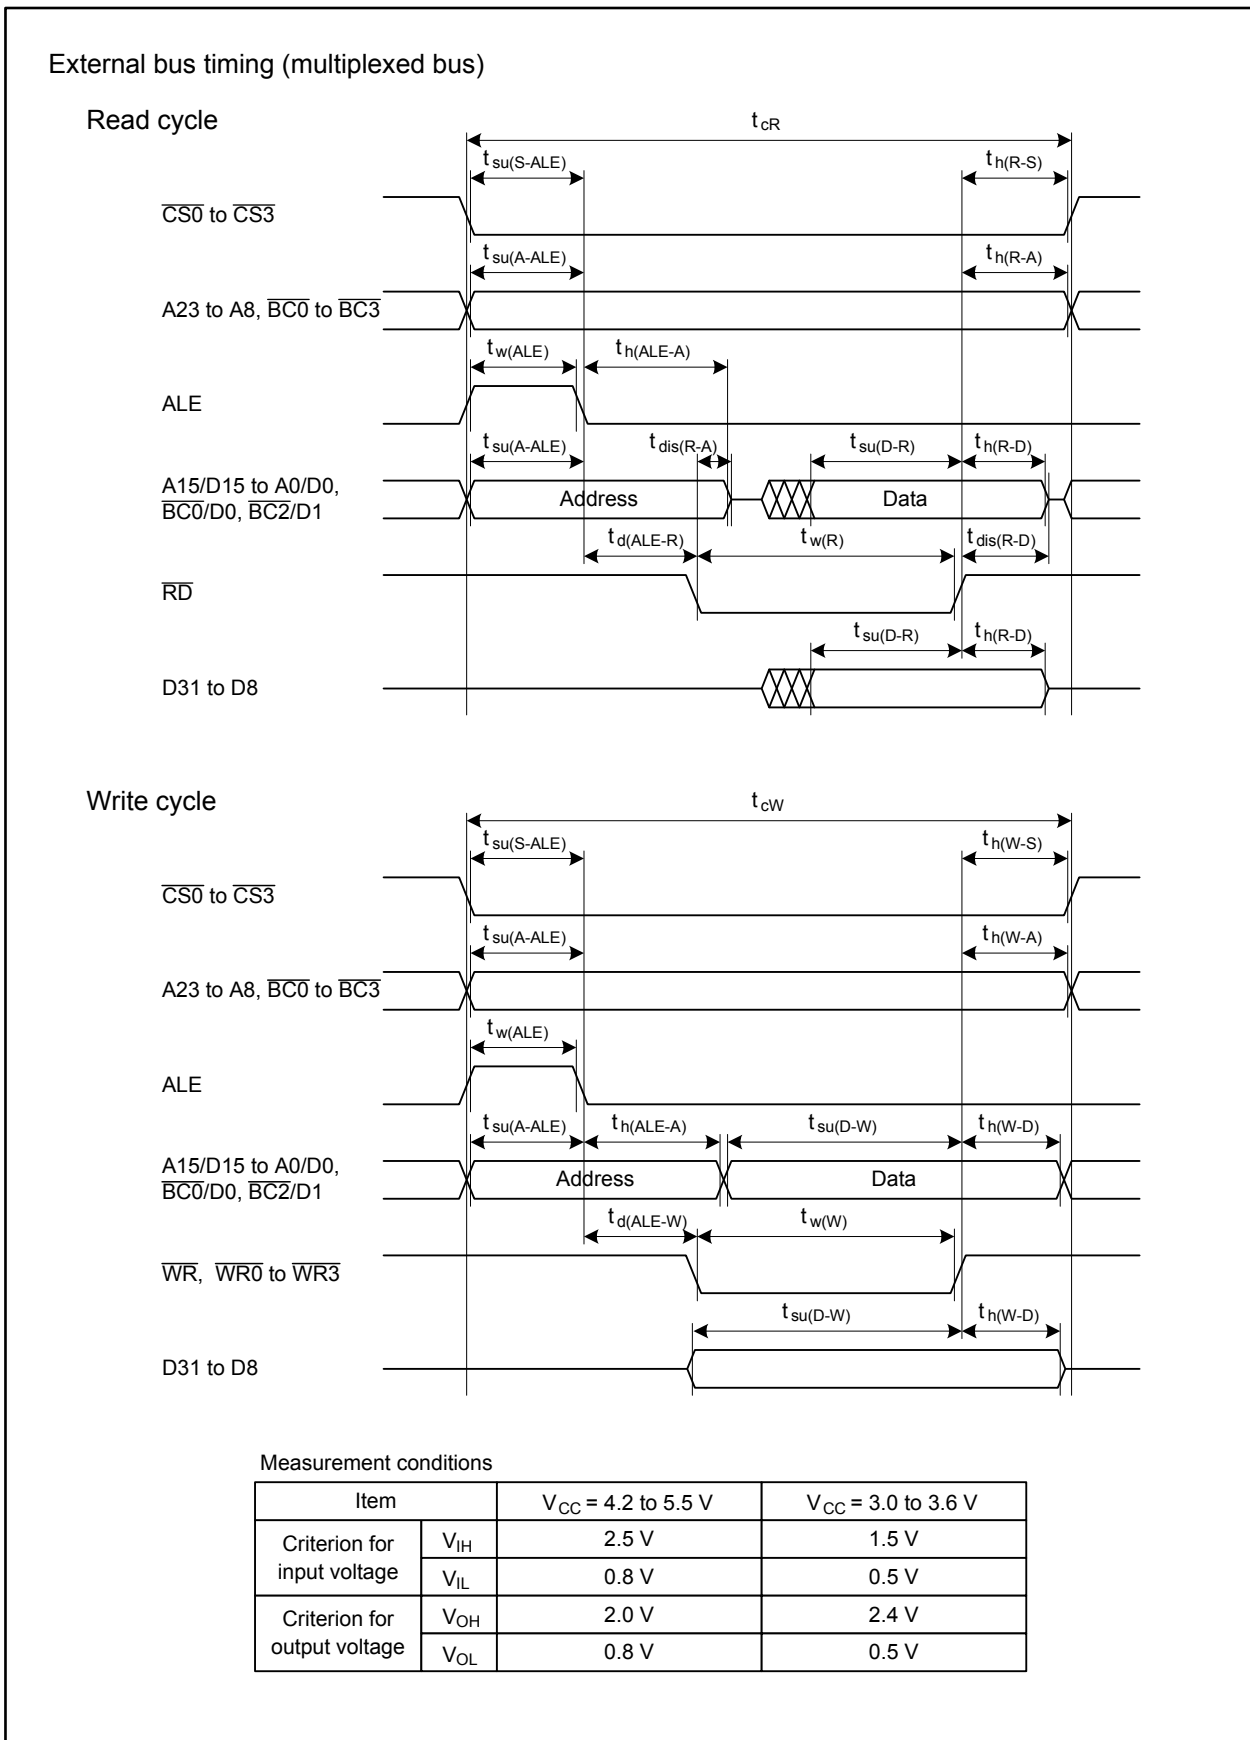 External bus timing (multiplexed bus)
Read cycle
tcR
tsu(S-ALE)
th(R-S)
CS0 to CS3
tsu(A-ALE)
th(R-A)
A23 to A8, BC0 to BC3
tw(ALE)
th(ALE-A)
ALE
tsu(A-ALE)
tdis(R-A)
tsu(D-R)
th(R-D)
A15/D15 to A0/D0,
BC0/D0, BC2/D1
Address
Data
td(ALE-R)
tw(R)
tdis(R-D)
RD
tsu(D-R)
th(R-D)
D31 to D8
Write cycle
tcW
tsu(S-ALE)
th(W-S)
CS0 to CS3
tsu(A-ALE)
th(W-A)
A23 to A8, BC0 to BC3
tw(ALE)
ALE
tsu(A-ALE)
th(ALE-A)
tsu(D-W)
th(W-D)
A15/D15 to A0/D0,
BC0/D0, BC2/D1
Address
Data
td(ALE-W)
tw(W)
WR, WR0 to WR3
tsu(D-W)
th(W-D)
D31 to D8
Measurement conditions
Item VCC = 4.2 to 5.5 V VCC = 3.0 to 3.6 V
Criterion for input voltage VIH 2.5 V 1.5 V
VIL 0.8 V 0.5 V
Criterion for output voltage VOH 2.0 V 2.4 V
VOL 0.8 V 0.5 V